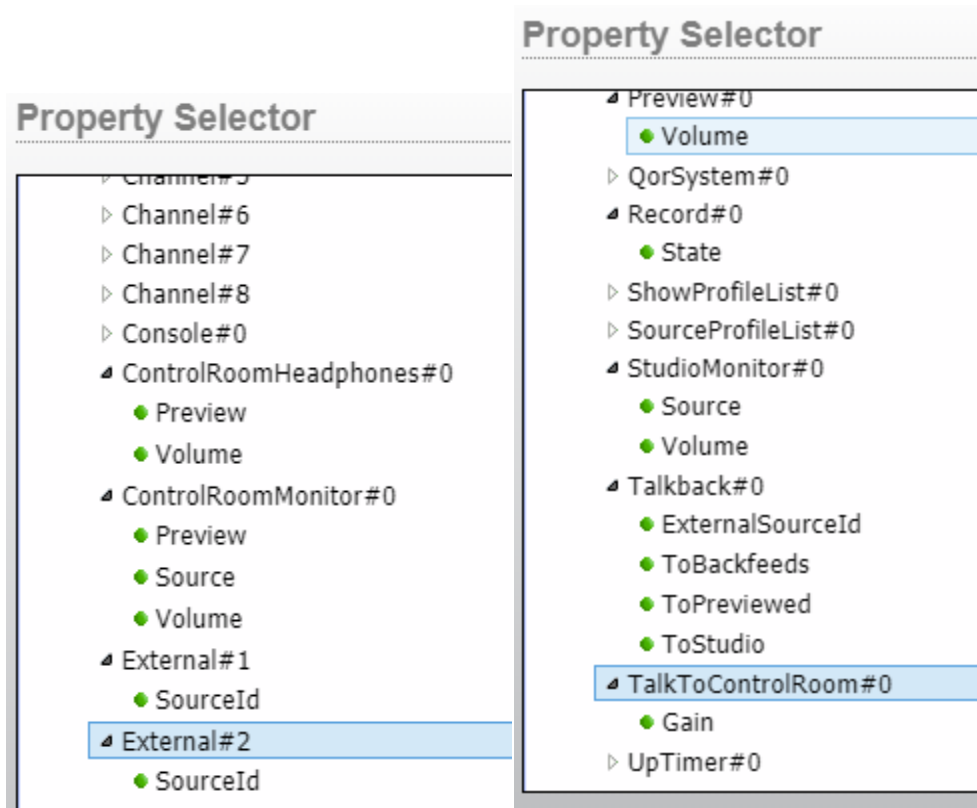 Property Selector
Channel#5
Channel#6
Channel#7
Channel#8
Console#0
ControlRoomHeadphones#0
Preview
Volume
ControlRoomMonitor#0
Preview
Source
Volume
External#1
SourceId
External#2
SourceId
Property Selector
Preview#0
Volume
QorSystem#0
Record#0
State
ShowProfileList#0
SourceProfileList#0
StudioMonitor#0
Source
Volume
Talkback#0
ExternalSourceId
ToBackfeeds
ToPreviewed
ToStudio
TalkToControlRoom#0
Gain
UpTimer#0